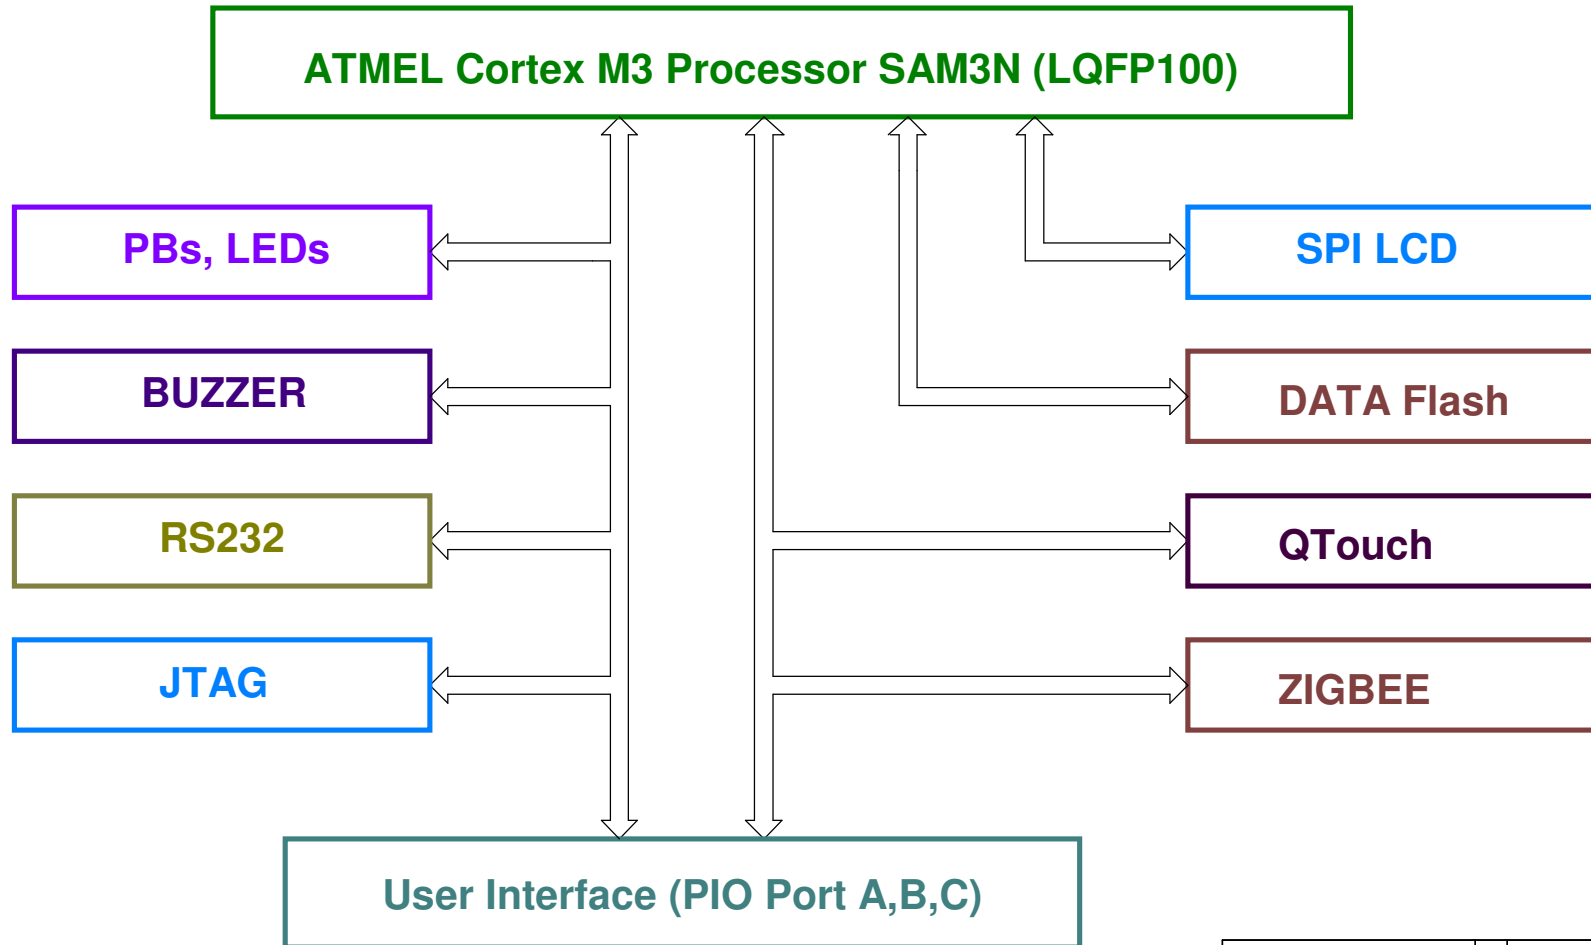 ATMEL Cortex M3 Processor SAM3N (LQFP100)
PBs, LEDs
SPI LCD
BUZZER
DATA Flash
RS232
QTouch
JTAG
ZIGBEE
User Interface (PIO Port A,B,C)